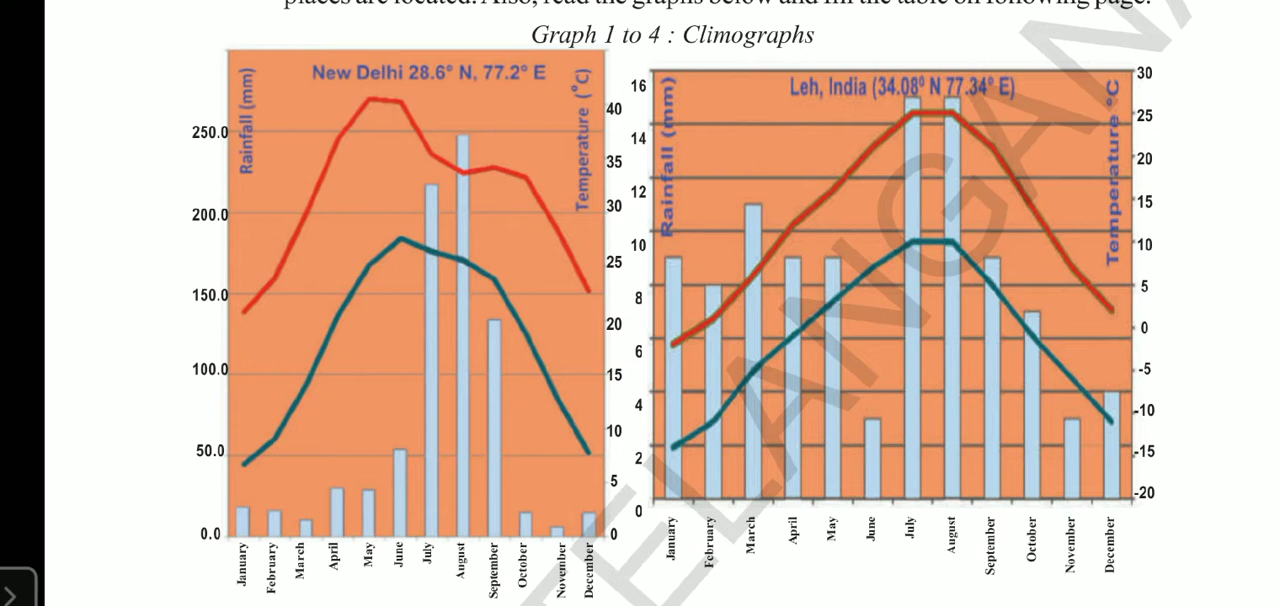 places are located. Also, read the graphs below and fill the table on following page.
Graph 1 to 4 : Climographs
New Delhi 28.6° N, 77.2° E
Rainfall (mm)
Temperature (°C)
250.0
200.0
150.0
100.0
50.0
0.0
40
35
30
25
20
15
10
5
0
January
February
March
April
May
June
July
August
September
October
November
December
Leh, India (34.08⁰ N 77.34⁰ E)
Rainfall (mm)
Temperature °C
16
14
12
10
8
6
4
2
0
30
25
20
15
10
5
0
-5
-10
-15
-20
January
February
March
April
May
June
July
August
September
October
November
December